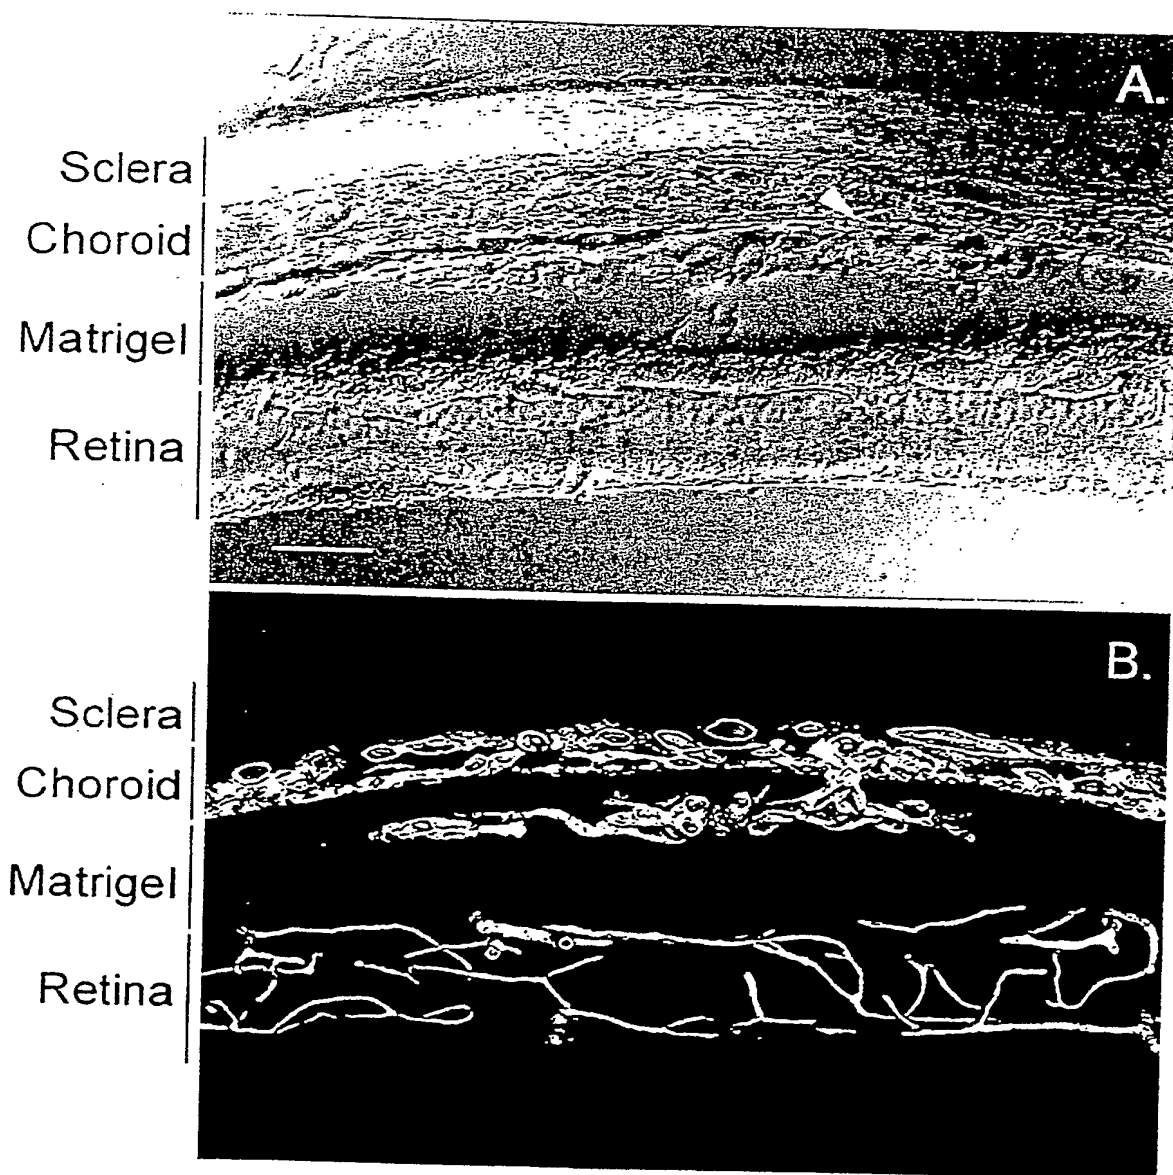 A.
Sclera
Choroid
Matrigel
Retina
B.
Sclera
Choroid
Matrigel
Retina